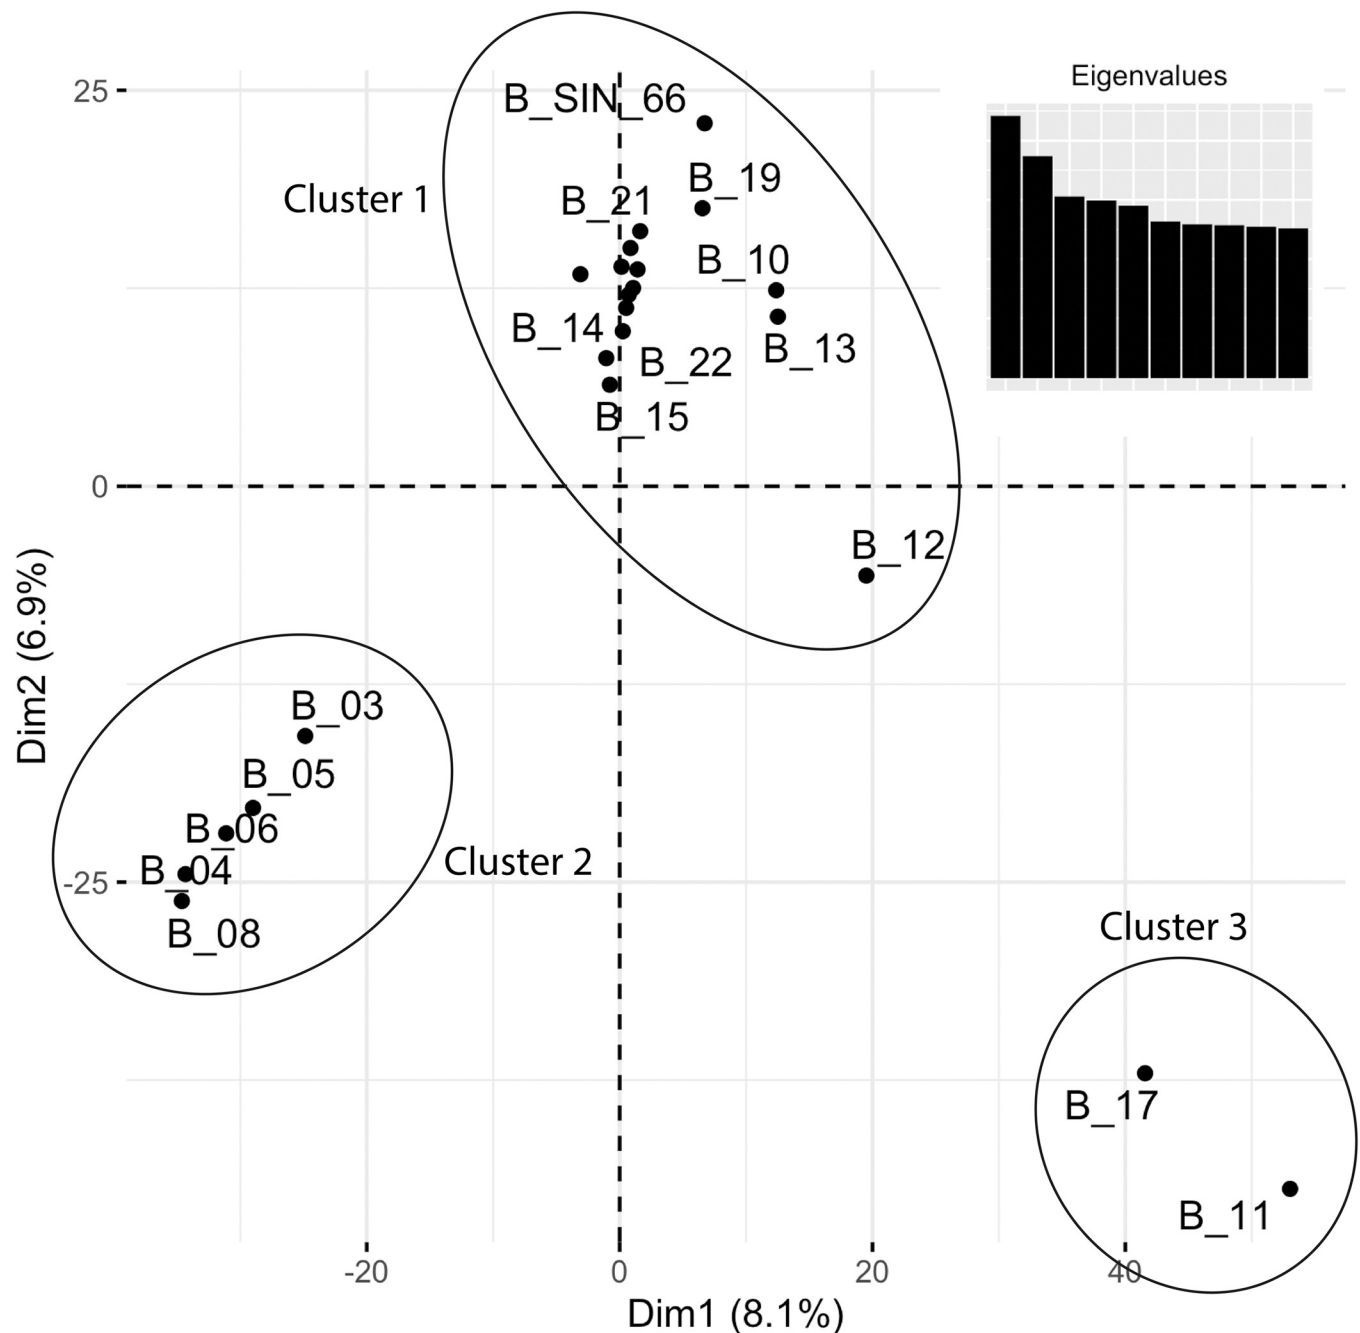 Eigenvalues
25
B_SIN_66
B_19
Cluster 1
B_21
B_10
B_14
B_13
B_22
B_15
0
B_12
Dim2 (6.9%)
B_03
B_05
B_06
Cluster 2
B_04
-25
B_08
Cluster 3
B_17
B_11
-20
0
20
40
Dim1 (8.1%)